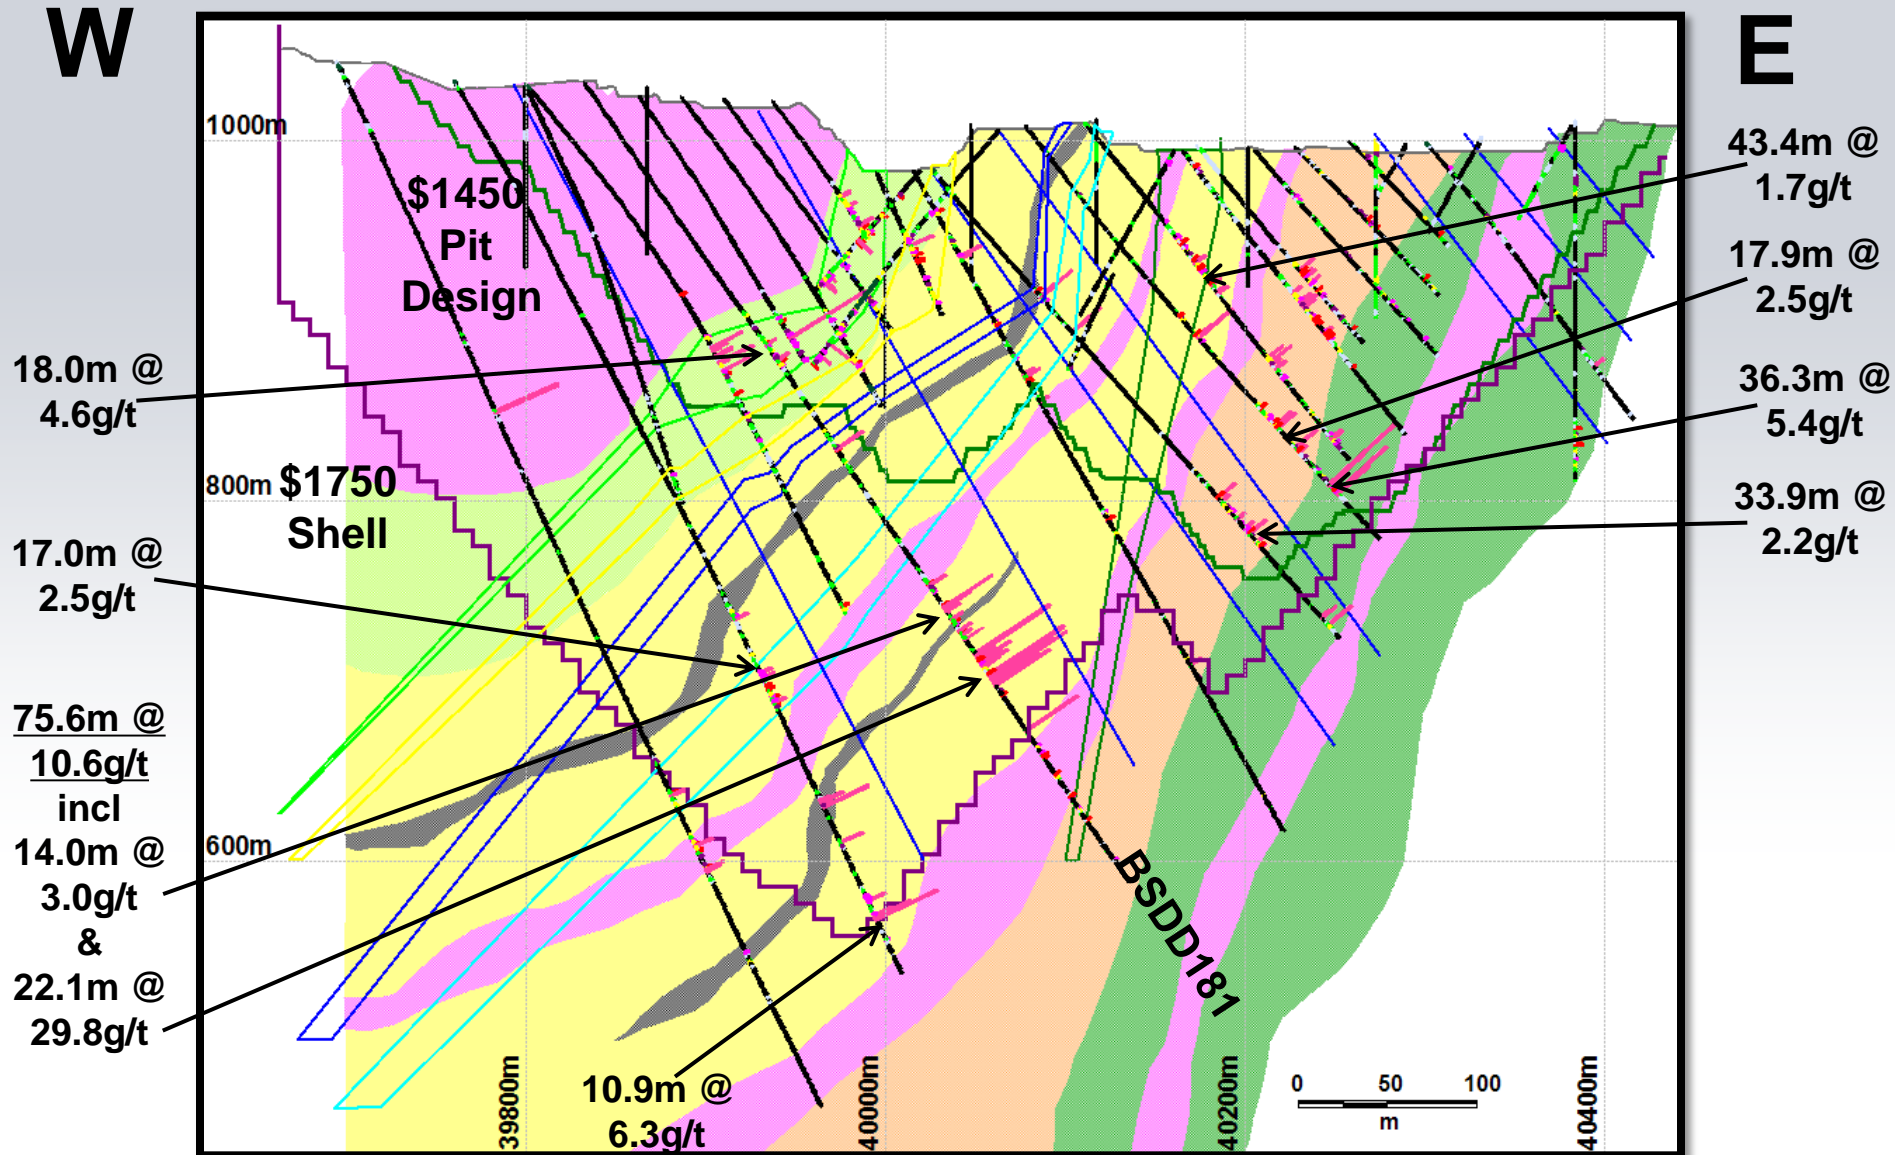 W
E
1000m
800m
600m
$1450
Pit
Design
$1750
Shell
18.0m @
4.6g/t
17.0m @
2.5g/t
75.6m @
10.6g/t
incl
14.0m @
3.0g/t
&
22.1m @
29.8g/t
10.9m @
6.3g/t
43.4m @
1.7g/t
17.9m @
2.5g/t
36.3m @
5.4g/t
33.9m @
2.2g/t
BSDD181
39800m
40000m
40200m
40400m
0 50 100
m